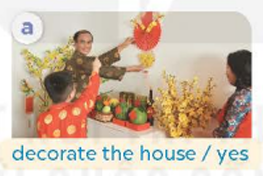 a
decorate the house / yes